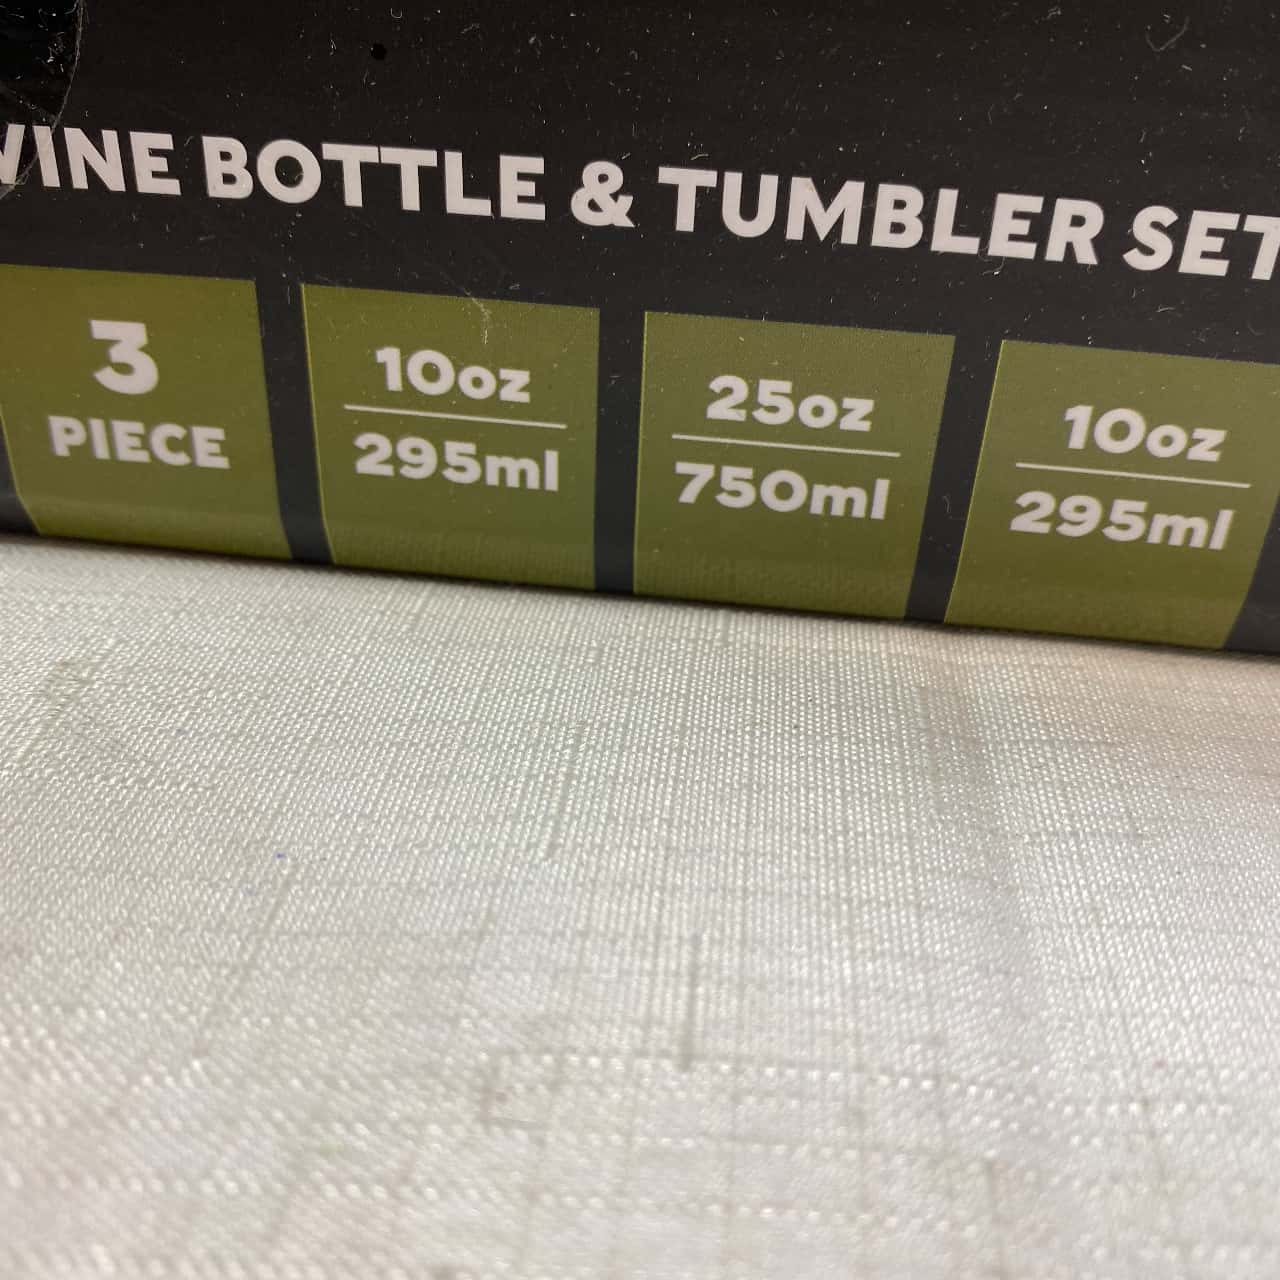 WINE BOTTLE & TUMBLER SET
3
PIECE
10oz
295ml
25oz
750ml
10oz
295ml